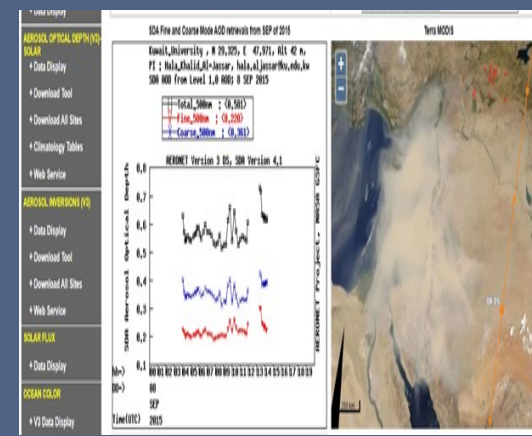 Data Display
AEROSOL OPTICAL DEPTH (V3)-
SOLAR
+ Data Display
+ Download Tool
+ Download All Sites
+ Climatology Tables
+ Web Service
AEROSOL INVERSIONS (V3)
+ Data Display
+ Download Tool
+ Download All Sites
+ Web Service
SOLAR FLUX
+ Data Display
OCEAN COLOR
+ V3 Data Display
SDA Fine and Coarse Mode AOD retrievals from SEP of 2015
Kuwait_University , N 29,325, E 47,971, Alt 42 m,
PI : Hala_Khalid_Al-Jassar, hala.aljassar@ku.edu.kw
SDA AOD from Level 1.0 AOD; 8 SEP 2015
Total_500nm : <0,581>
Fine_500nm : <0,220>
Coarse_500nm : <0,361>
AERONET Version 3 DS, SDA Version 4.1
SDA Aerosol Optical Depth
0,8
0,7
0,6
0,5
0,4
0,3
0,2
0,1
hh=> 00 01 02 03 04 05 06 07 08 09 10 11 12 13 14 15 16 17 18 19
DD=> 08
SEP
Time(UTC) 2015
AERONET Project, NASA GSFC
Terra MODIS
+
-
08:05